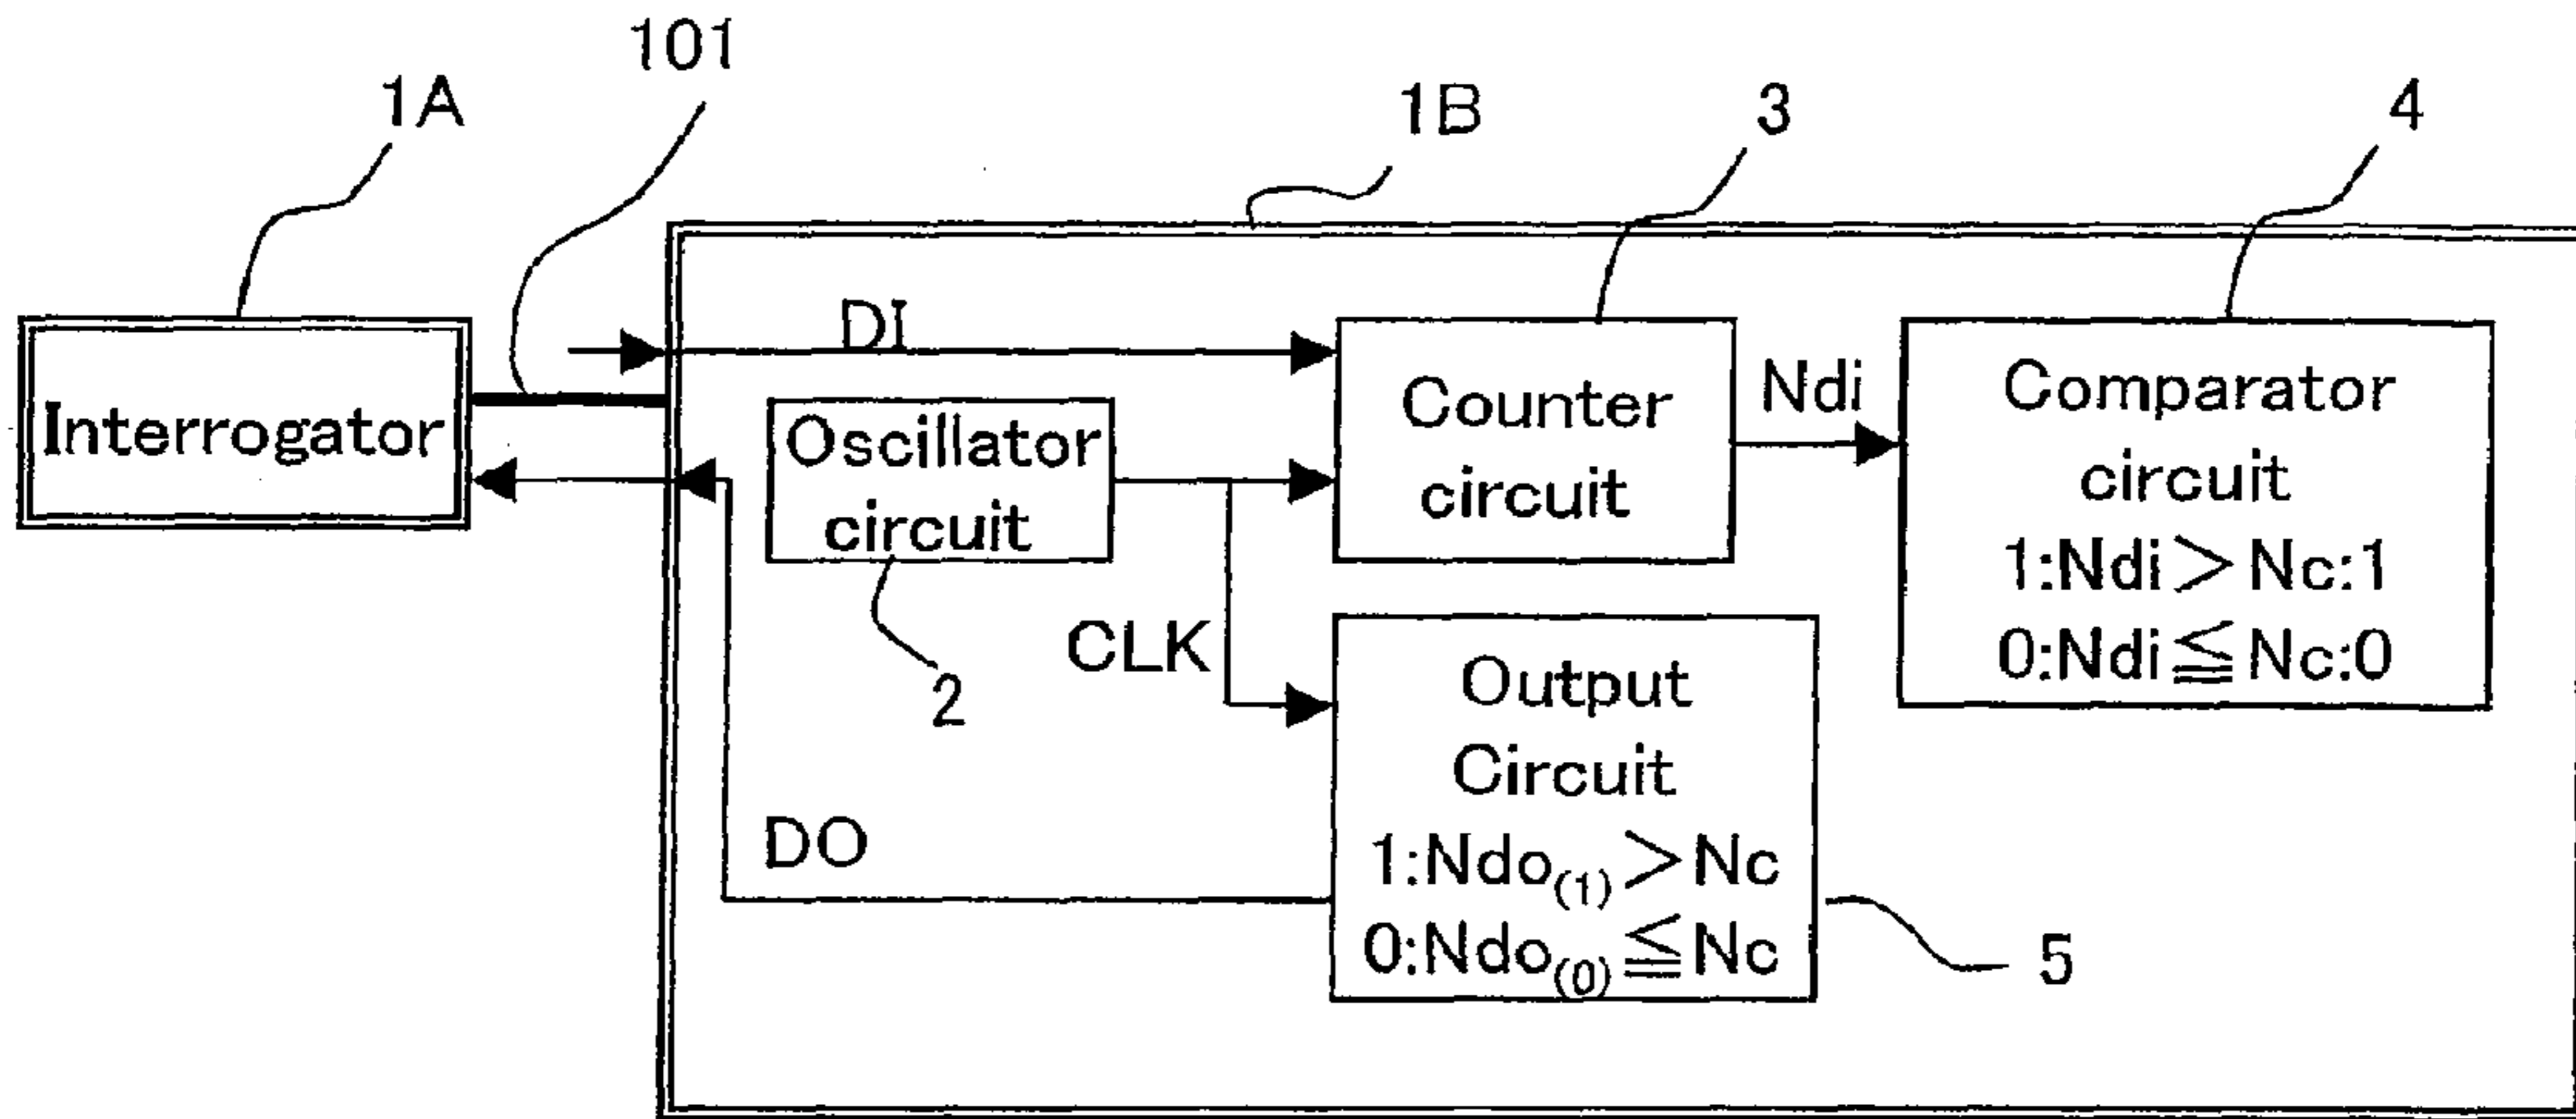 101
1A
1B
3
4
DI
Interrogator
Oscillator
circuit
Counter
circuit
Ndi
Comparator
circuit
1:Ndi＞Nc:1
0:Ndi≦Nc:0
2
CLK
Output
Circuit
1:Ndo(1)＞Nc
0:Ndo(0)≦Nc
DO
5